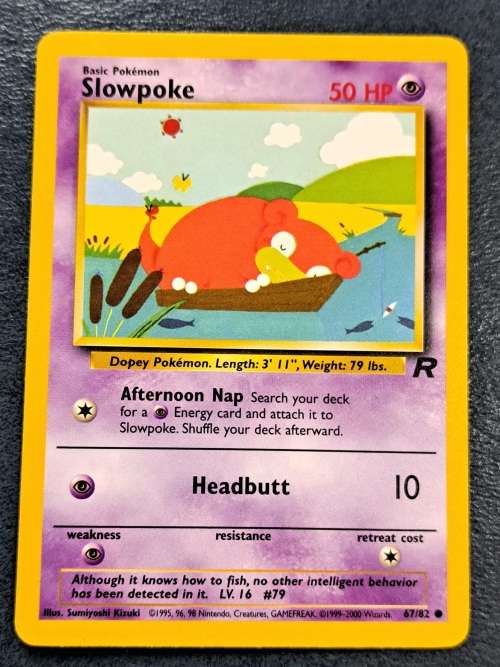 Basic Pokémon
Slowpoke
50 HP
Dopey Pokémon. Length: 3' 11", Weight: 79 lbs.
R
Afternoon Nap Search your deck
for a Energy card and attach it to
Slowpoke. Shuffle your deck afterward.
Headbutt 10
weakness resistance retreat cost
Although it knows how to fish, no other intelligent behavior
has been detected in it. LV. 16 #79
Illus. Sumiyoshi Kizuki ©1995, 96, 98 Nintendo, Creatures, GAMEFREAK. ©1999-2000 Wizards. 67/82